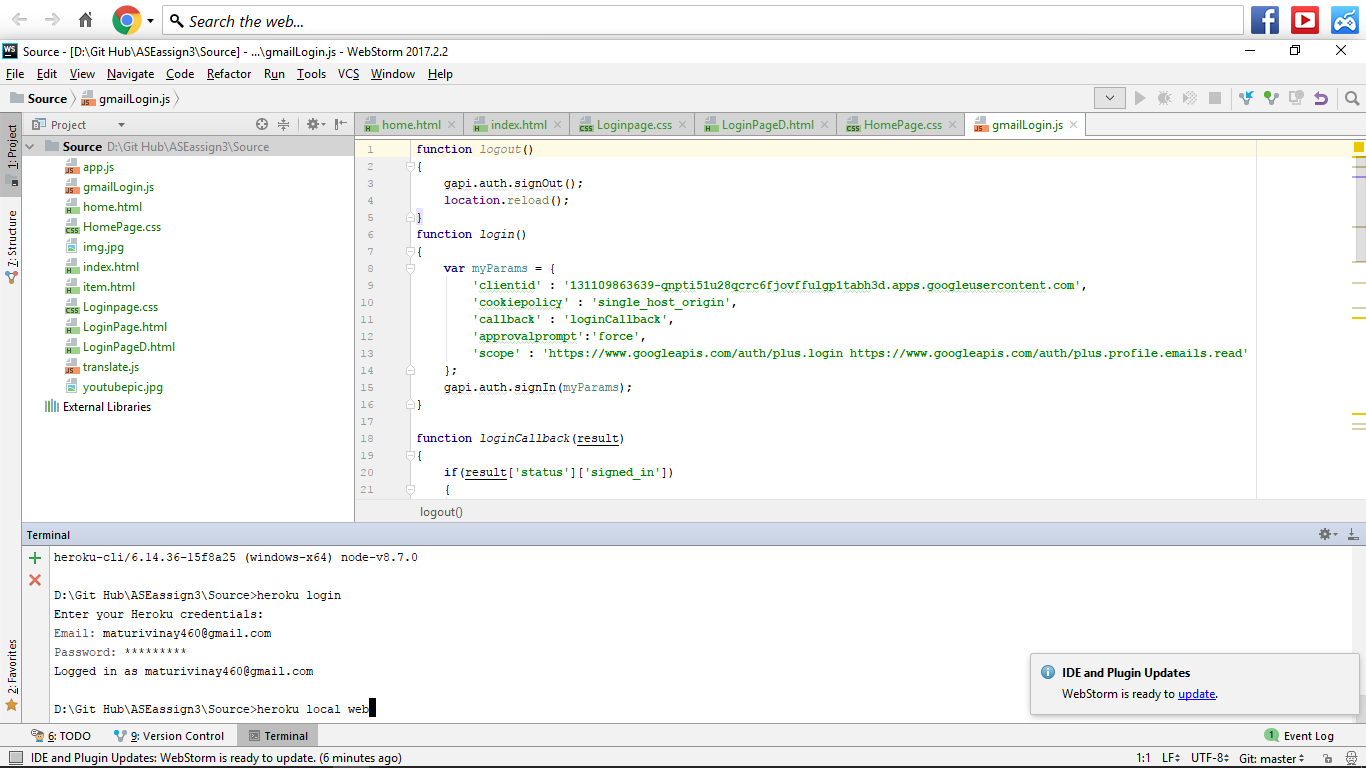 Search the web...
Source - [D:\Git Hub\ASEassign3\Source] - ...\gmailLogin.js - WebStorm 2017.2.2
File Edit View Navigate Code Refactor Run Tools VCS Window Help
Source gmailLogin.js
1: Project
7: Structure
2: Favorites
Project
home.html index.html Loginpage.css LoginPageD.html HomePage.css gmailLogin.js
Source D:\Git Hub\ASEassign3\Source
app.js
gmailLogin.js
home.html
HomePage.css
img.jpg
index.html
item.html
Loginpage.css
LoginPage.html
LoginPageD.html
translate.js
youtubepic.jpg
External Libraries
1 function logout()
2 {
3 gapi.auth.signOut();
4 location.reload();
5 }
6 function login()
7 {
8 var myParams = {
9 'clientid' : '131109863639-qnpti51u28qcrc6fjovffulgp1tabh3d.apps.googleusercontent.com',
10 'cookiepolicy' : 'single_host_origin',
11 'callback' : 'loginCallback',
12 'approvalprompt':'force',
13 'scope' : 'https://www.googleapis.com/auth/plus.login https://www.googleapis.com/auth/plus.profile.emails.read'
14 };
15 gapi.auth.signIn(myParams);
16 }
17
18 function loginCallback(result)
19 {
20 if(result['status']['signed_in'])
21 {
logout()
Terminal
heroku-cli/6.14.36-15f8a25 (windows-x64) node-v8.7.0
D:\Git Hub\ASEassign3\Source>heroku login
Enter your Heroku credentials:
Email: maturivinay460@gmail.com
Password: *********
Logged in as maturivinay460@gmail.com
D:\Git Hub\ASEassign3\Source>heroku local web
IDE and Plugin Updates
WebStorm is ready to update.
6: TODO 9: Version Control Terminal 1 Event Log
IDE and Plugin Updates: WebStorm is ready to update. (6 minutes ago) 1:1 LF UTF-8 Git: master